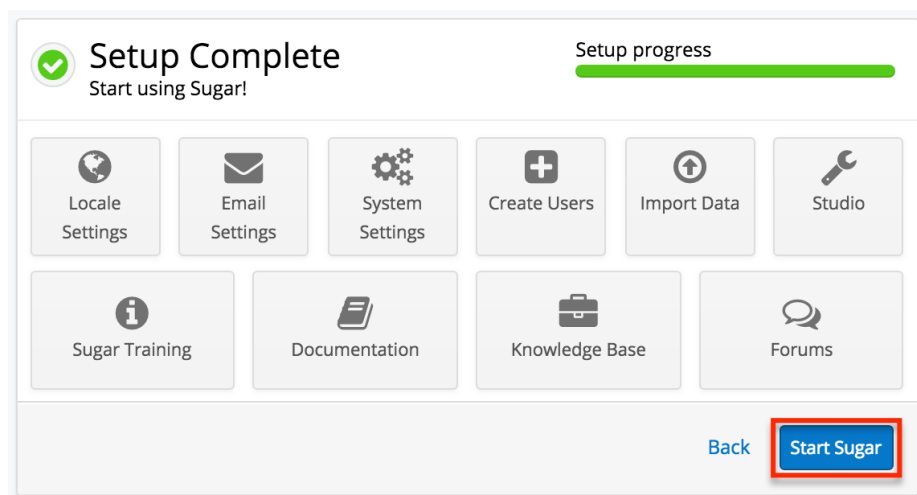 Setup Complete
Setup progress
Start using Sugar!
Locale
Settings
Email
Settings
System
Settings
Create Users
Import Data
Studio
Sugar Training
Documentation
Knowledge Base
Forums
Back
Start Sugar